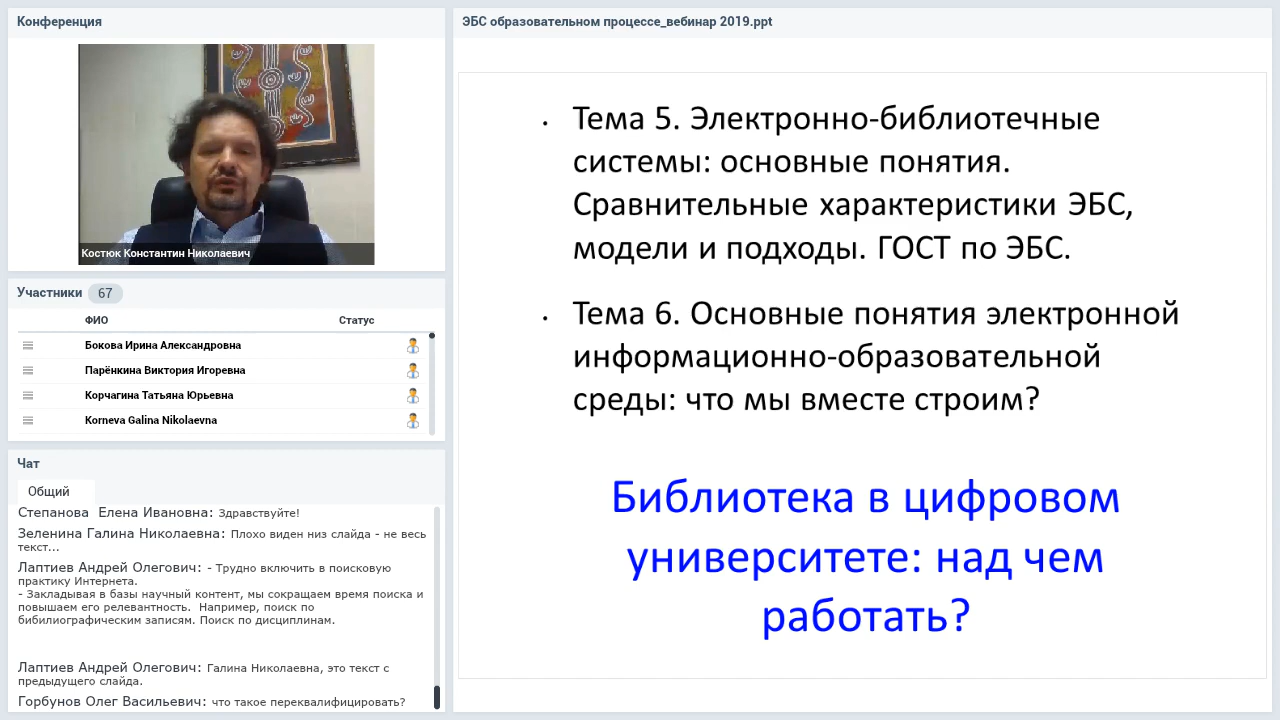 Конференция
Костюк Константин Николаевич
Участники 67
ФИО Статус
Бокова Ирина Александровна
Парёнкина Виктория Игоревна
Корчагина Татьяна Юрьевна
Korneva Galina Nikolaevna
Чат
Общий
Степанова Елена Ивановна: Здравствуйте!
Зеленина Галина Николаевна: Плохо виден низ слайда - не весь
текст...
Лаптиев Андрей Олегович: - Трудно включить в поисковую
практику Интернета.
- Закладывая в базы научный контент, мы сокращаем время поиска и
повышаем его релевантность. Например, поиск по
бибилиографическим записям. Поиск по дисциплинам.
Лаптиев Андрей Олегович: Галина Николаевна, это текст с
предыдущего слайда.
Горбунов Олег Васильевич: что такое переквалифицировать?
ЭБС образовательном процессе_вебинар 2019.ppt
• Тема 5. Электронно-библиотечные
системы: основные понятия.
Сравнительные характеристики ЭБС,
модели и подходы. ГОСТ по ЭБС.
• Тема 6. Основные понятия электронной
информационно-образовательной
среды: что мы вместе строим?
Библиотека в цифровом
университете: над чем
работать?